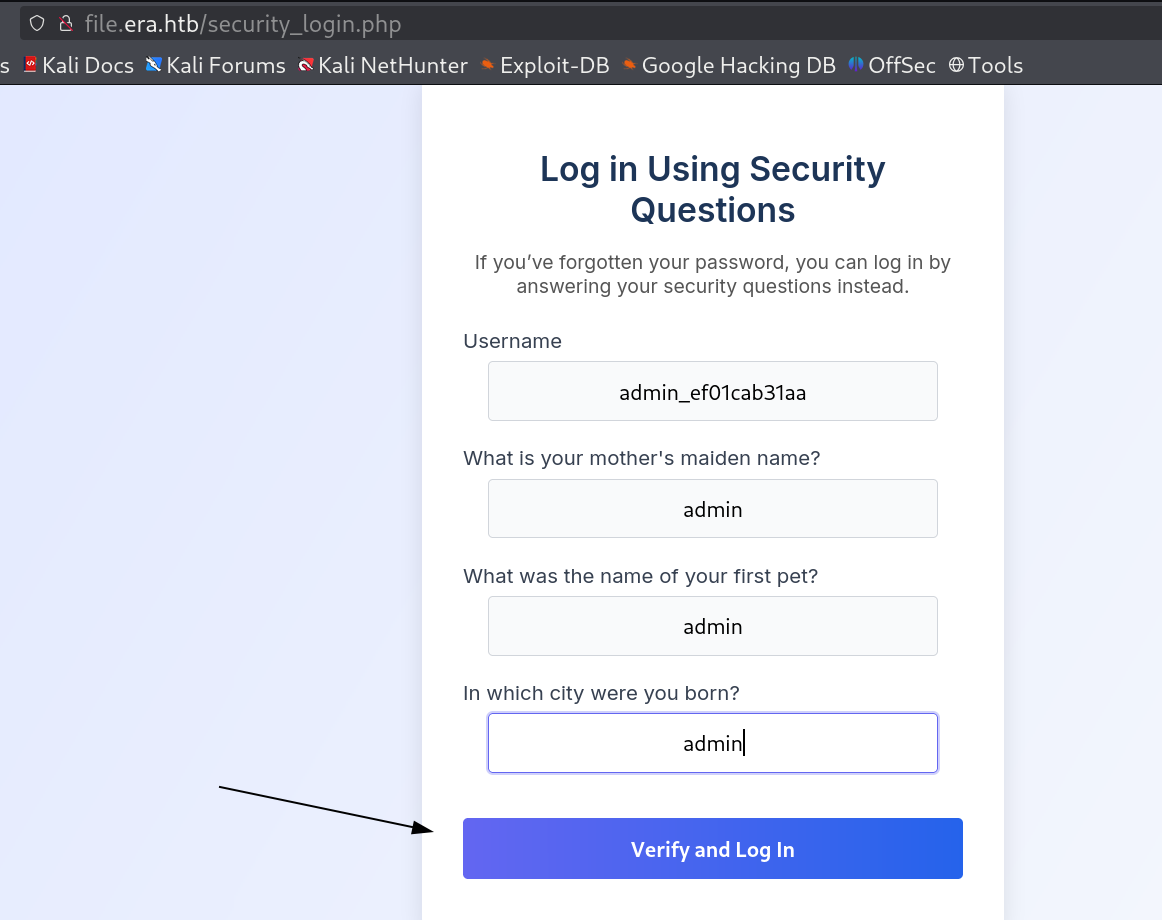 file.era.htb/security_login.php
s Kali Docs Kali Forums Kali NetHunter Exploit-DB Google Hacking DB OffSec Tools
Log in Using Security
Questions
If you’ve forgotten your password, you can log in by
answering your security questions instead.
Username
admin_ef01cab31aa
What is your mother's maiden name?
admin
What was the name of your first pet?
admin
In which city were you born?
admin
Verify and Log In